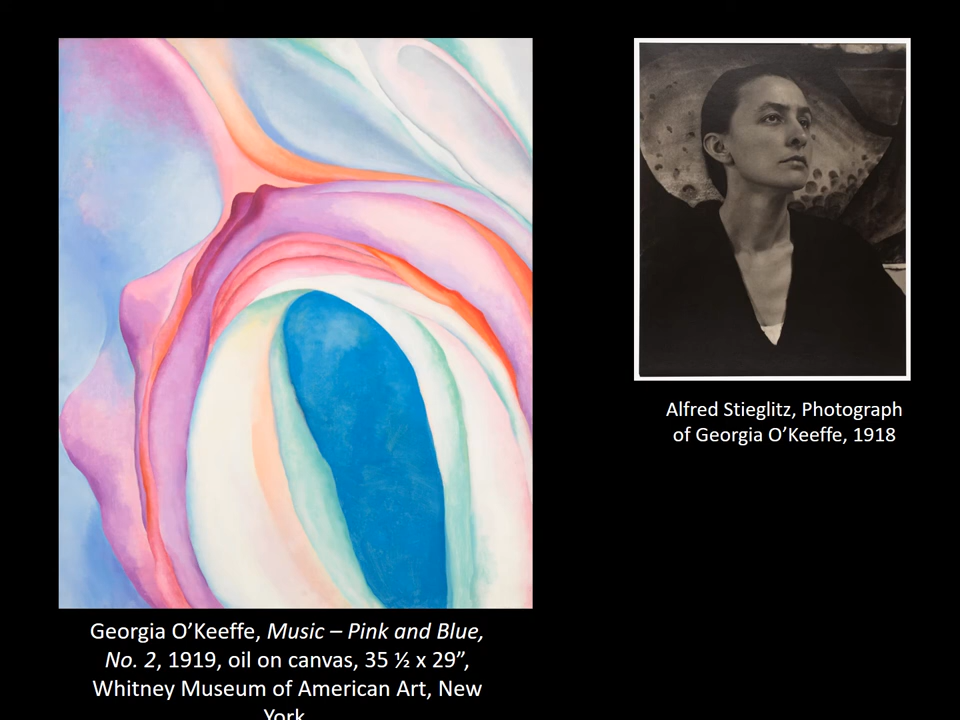 Alfred Stieglitz, Photograph
of Georgia O’Keeffe, 1918
Georgia O’Keeffe, Music – Pink and Blue,
No. 2, 1919, oil on canvas, 35 ½ x 29”,
Whitney Museum of American Art, New
York